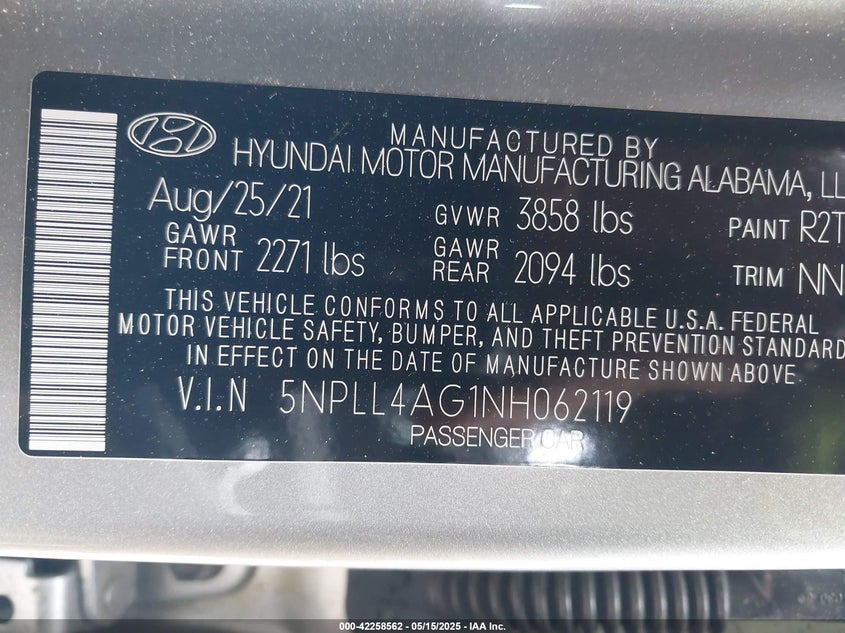 MANUFACTURED BY
HYUNDAI MOTOR MANUFACTURING ALABAMA, LL
Aug/25/21 GVWR 3858 lbs PAINT R2T
GAWR FRONT 2271 lbs GAWR REAR 2094 lbs TRIM NN
THIS VEHICLE CONFORMS TO ALL APPLICABLE U.S.A. FEDERAL
MOTOR VEHICLE SAFETY, BUMPER, AND THEFT PREVENTION STANDARD
IN EFFECT ON THE DATE OF MANUFACTURE SHOWN ABOVE
V.I.N 5NPLL4AG1NH062119
PASSENGER CAR
000-42258562 - 05/15/2025 - IAA Inc.